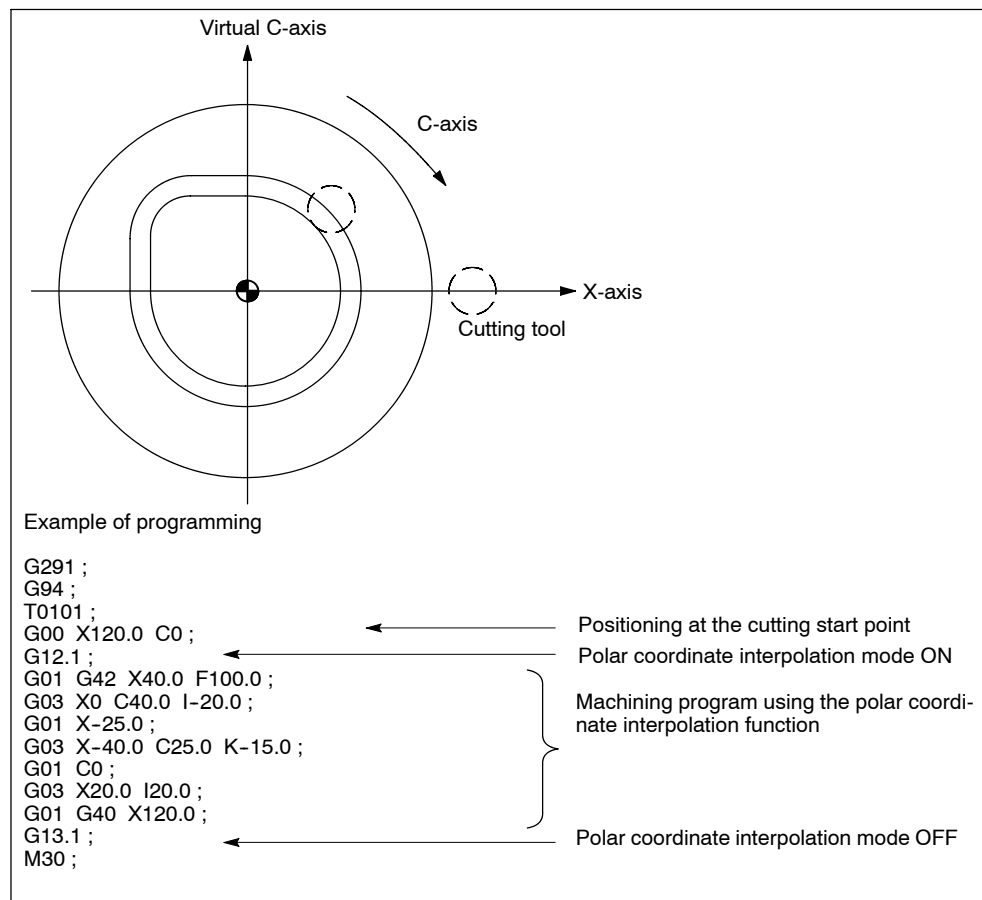 Virtual C-axis
C-axis
X-axis
Cutting tool
Example of programming
G291 ;
G94 ;
T0101 ;
G00 X120.0 C0 ;
Positioning at the cutting start point
G12.1 ;
Polar coordinate interpolation mode ON
G01 G42 X40.0 F100.0 ;
G03 X0 C40.0 I-20.0 ;
G01 X-25.0 ;
G03 X-40.0 C25.0 K-15.0 ;
G01 C0 ;
G03 X20.0 I20.0 ;
G01 G40 X120.0 ;
Machining program using the polar coordi-
nate interpolation function
G13.1 ;
Polar coordinate interpolation mode OFF
M30 ;